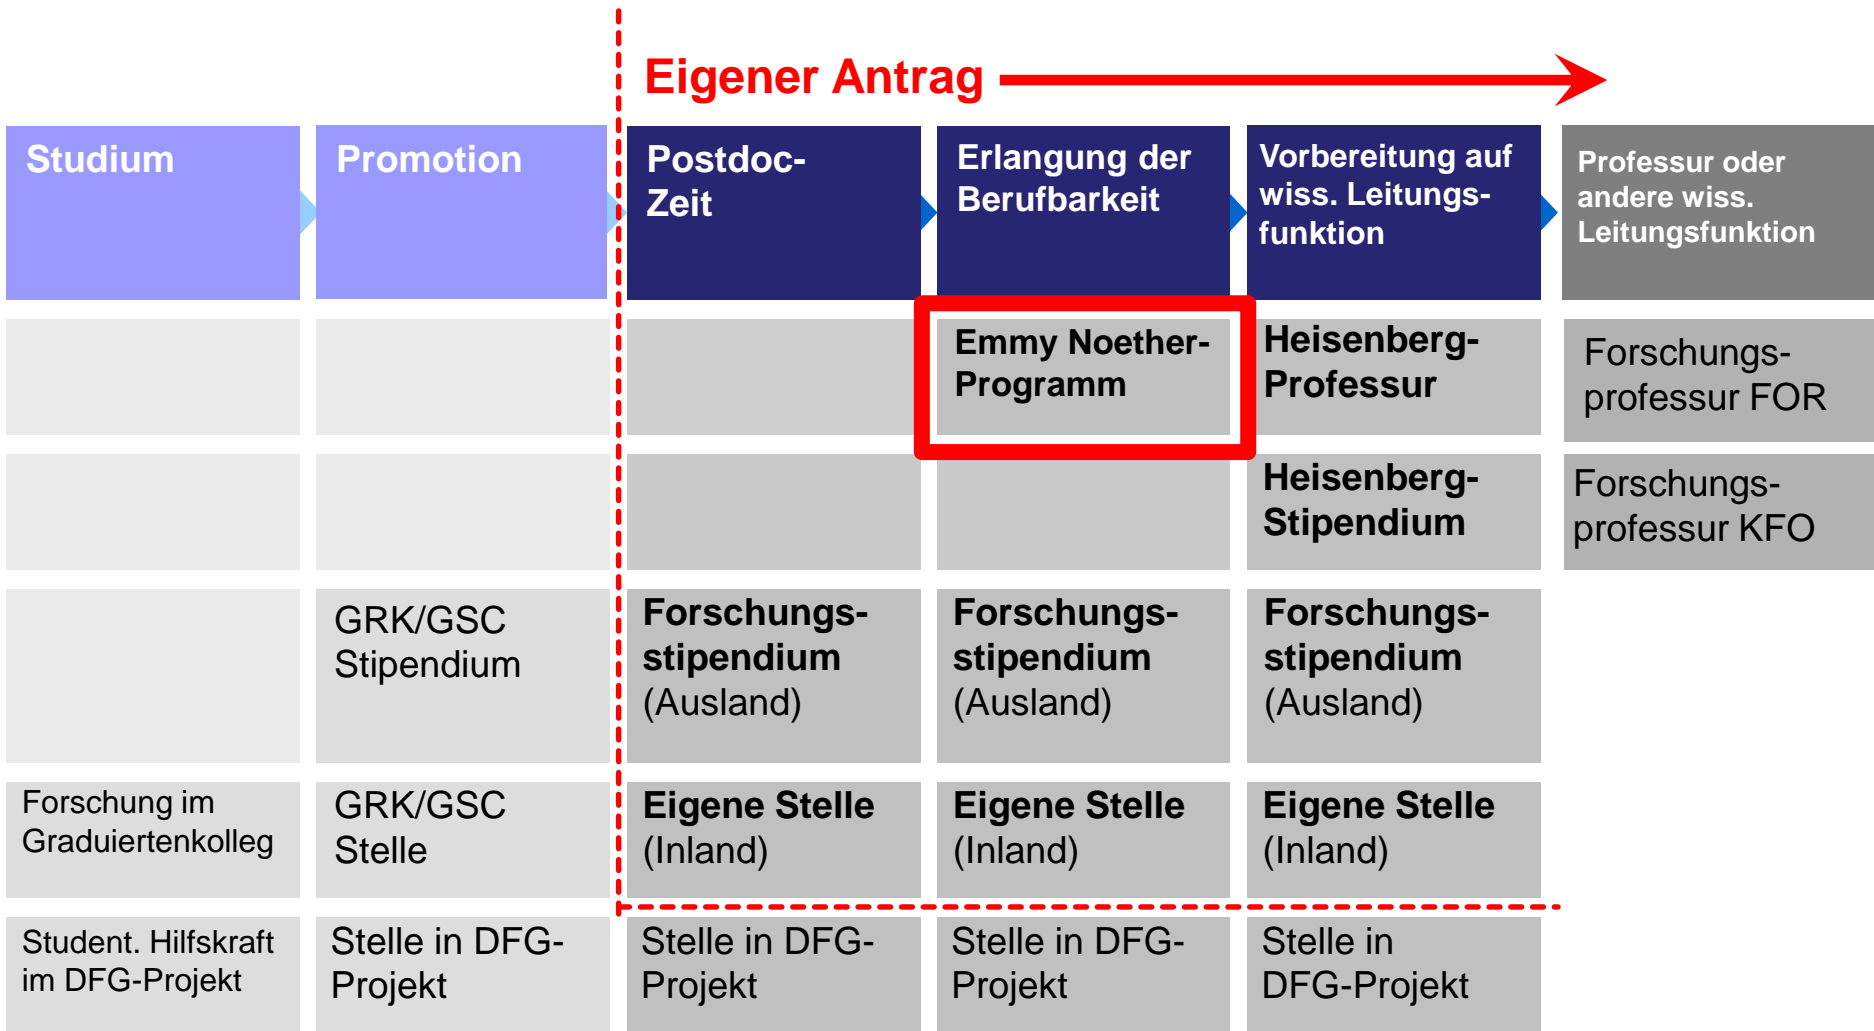 Eigener Antrag
Studium
Promotion
Postdoc-
Zeit
Erlangung der
Berufbarkeit
Vorbereitung auf
wiss. Leitungs-
funktion
Professur oder
andere wiss.
Leitungsfunktion
Emmy Noether-
Programm
Heisenberg-
Professur
Forschungs-
professur FOR
Heisenberg-
Stipendium
Forschungs-
professur KFO
GRK/GSC
Stipendium
Forschungs-
stipendium
(Ausland)
Forschungs-
stipendium
(Ausland)
Forschungs-
stipendium
(Ausland)
Forschung im
Graduiertenkolleg
GRK/GSC
Stelle
Eigene Stelle
(Inland)
Eigene Stelle
(Inland)
Eigene Stelle
(Inland)
Student. Hilfskraft
im DFG-Projekt
Stelle in DFG-
Projekt
Stelle in DFG-
Projekt
Stelle in DFG-
Projekt
Stelle in
DFG-Projekt